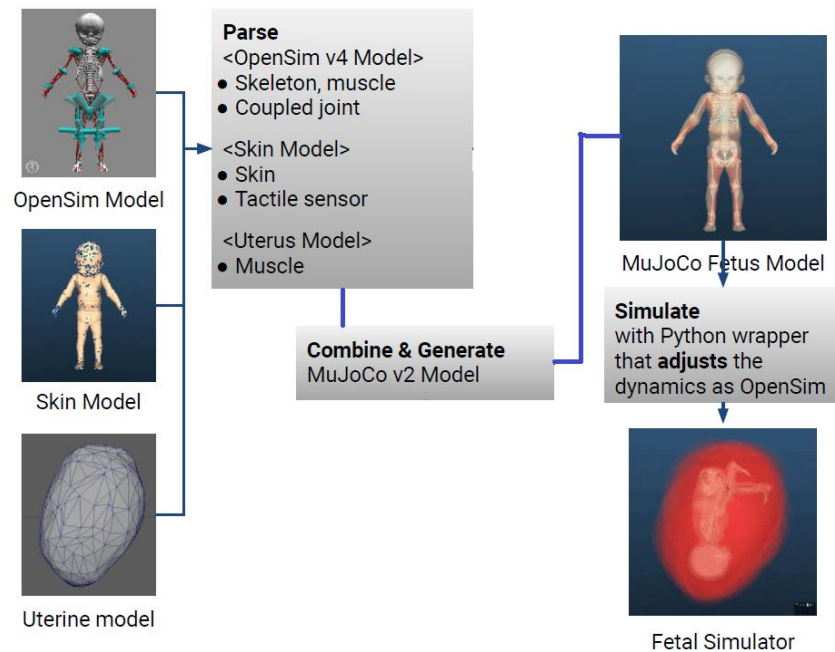 OpenSim Model
Skin Model
Uterine model
Parse
<OpenSim v4 Model>
● Skeleton, muscle
● Coupled joint
<Skin Model>
● Skin
● Tactile sensor
<Uterus Model>
● Muscle
Combine & Generate
MuJoCo v2 Model
MuJoCo Fetus Model
Simulate
with Python wrapper
that adjusts the
dynamics as OpenSim
Fetal Simulator